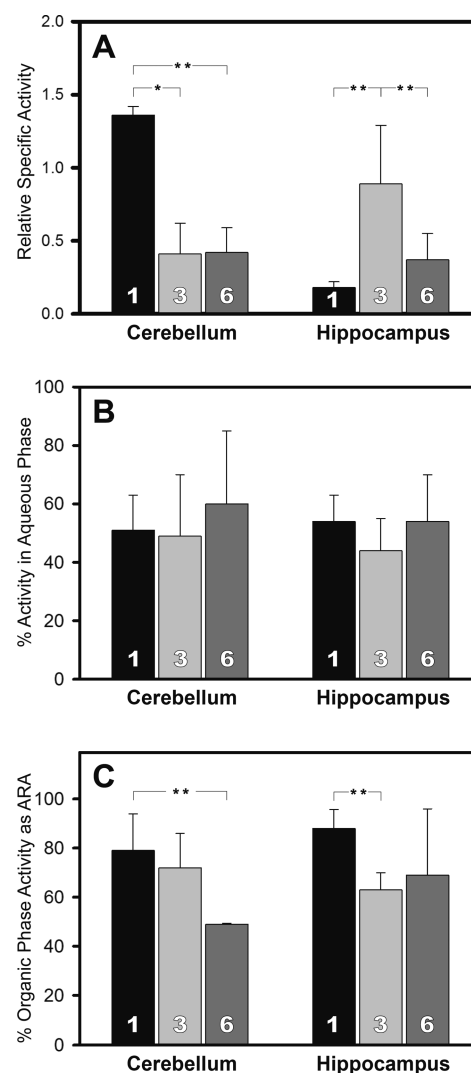 A
Relative Specific Activity
2.0
1.5
1.0
0.5
0.0
* *
*
* *
* *
1 3 6 1 3 6
Cerebellum Hippocampus
B
% Activity in Aqueous Phase
100
80
60
40
20
0
1 3 6 1 3 6
Cerebellum Hippocampus
C
% Organic Phase Activity as ARA
100
80
60
40
20
0
* *
* *
1 3 6 1 3 6
Cerebellum Hippocampus